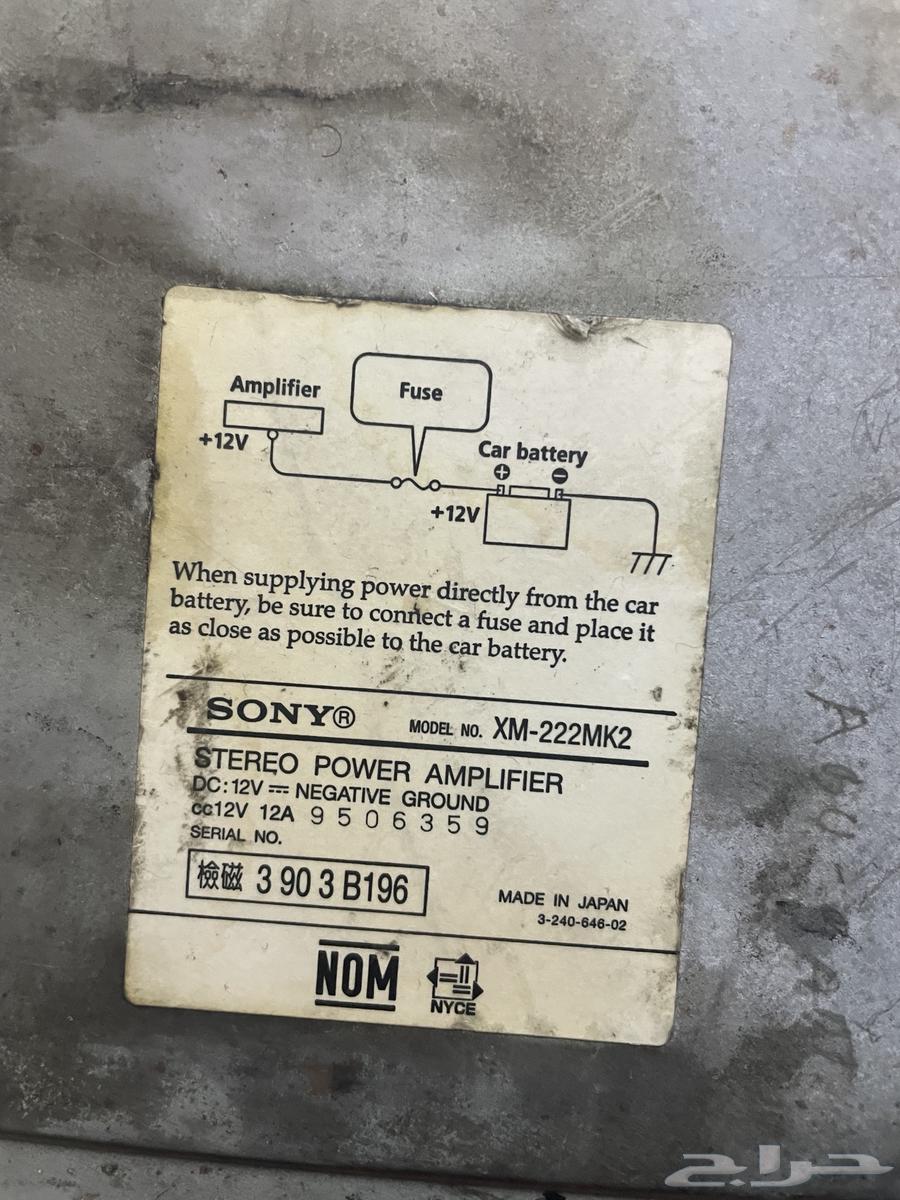 Amplifier
Fuse
+12V
Car battery
+ −
+12V
When supplying power directly from the car
battery, be sure to connect a fuse and place it
as close as possible to the car battery.
SONY® MODEL NO. XM-222MK2
STEREO POWER AMPLIFIER
DC: 12V ⎓ NEGATIVE GROUND
cc12V 12A 9506359
SERIAL NO.
檢磁 3 90 3 B196
MADE IN JAPAN
3-240-646-02
NOM
NYCE
حراج